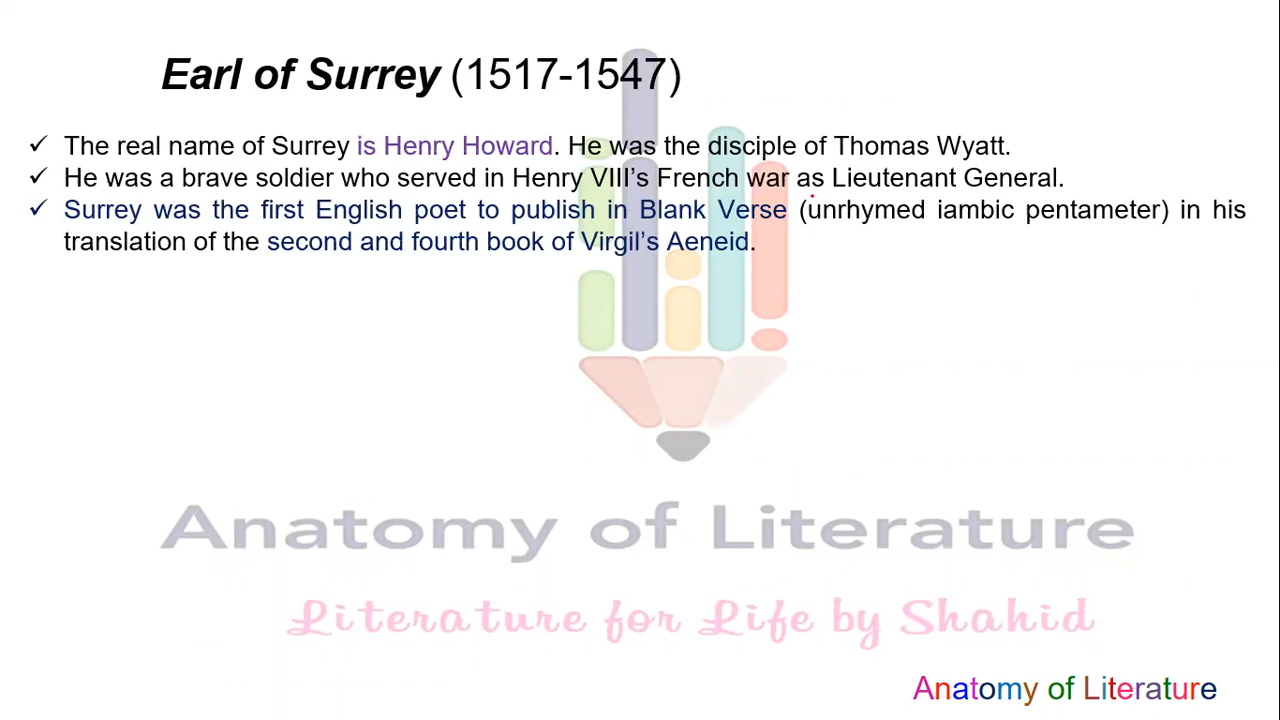 Earl of Surrey (1517-1547)
✓ The real name of Surrey is Henry Howard. He was the disciple of Thomas Wyatt.
✓ He was a brave soldier who served in Henry VIII’s French war as Lieutenant General.
✓ Surrey was the first English poet to publish in Blank Verse (unrhymed iambic pentameter) in his
translation of the second and fourth book of Virgil’s Aeneid.
Anatomy of Literature
Literature for Life by Shahid
Anatomy of Literature